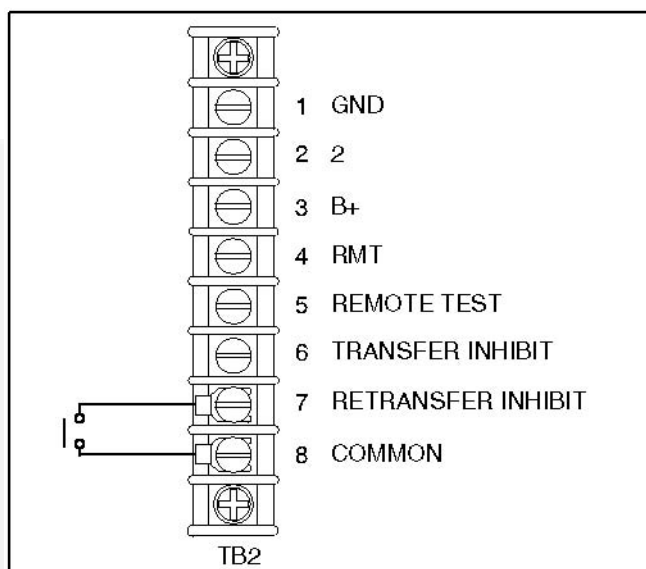 1 GND
2 2
3 B+
4 RMT
5 REMOTE TEST
6 TRANSFER INHIBIT
7 RETRANSFER INHIBIT
8 COMMON
TB2